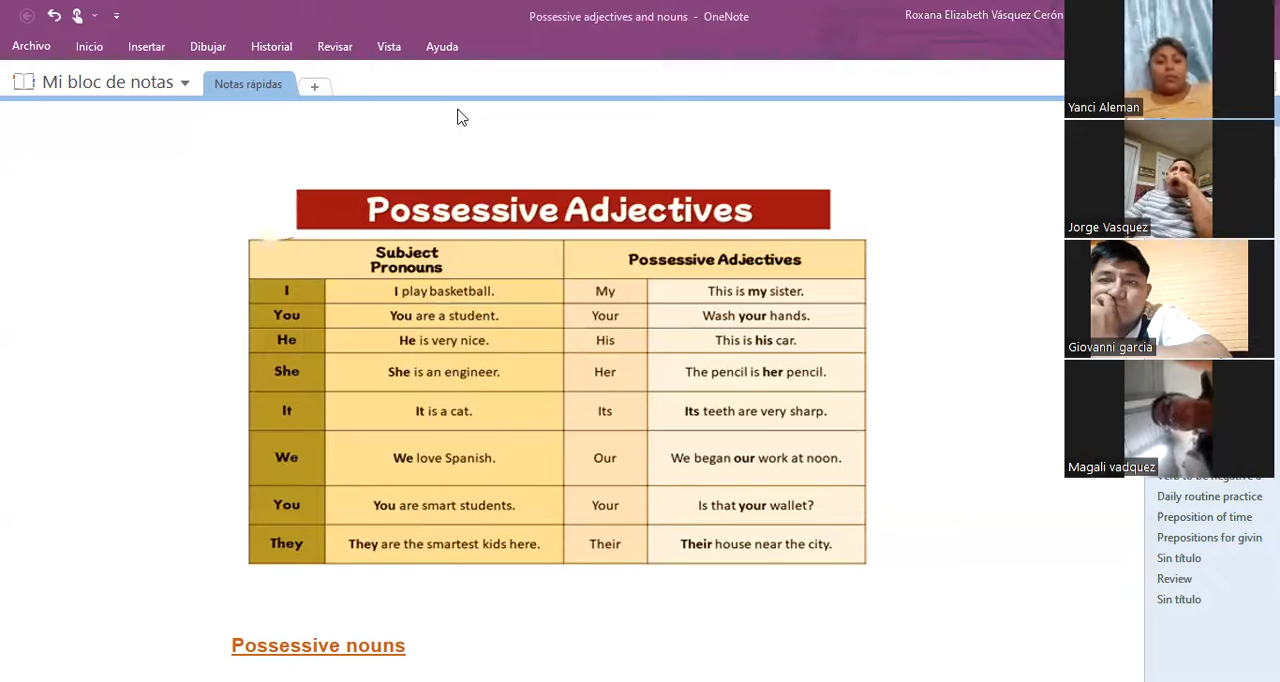 Possessive adjectives and nouns - OneNote
Roxana Elizabeth Vásquez Cerón
Archivo Inicio Insertar Dibujar Historial Revisar Vista Ayuda
Mi bloc de notas Notas rápidas +
Possessive Adjectives
Subject Pronouns Possessive Adjectives
I I play basketball. My This is my sister.
You You are a student. Your Wash your hands.
He He is very nice. His This is his car.
She She is an engineer. Her The pencil is her pencil.
It It is a cat. Its Its teeth are very sharp.
We We love Spanish. Our We began our work at noon.
You You are smart students. Your Is that your wallet?
They They are the smartest kids here. Their Their house near the city.
Possessive nouns
Yanci Aleman
Jorge Vasquez
Giovanni garcia
Magali vadquez
Daily routine practice
Preposition of time
Prepositions for givin
Sin título
Review
Sin título